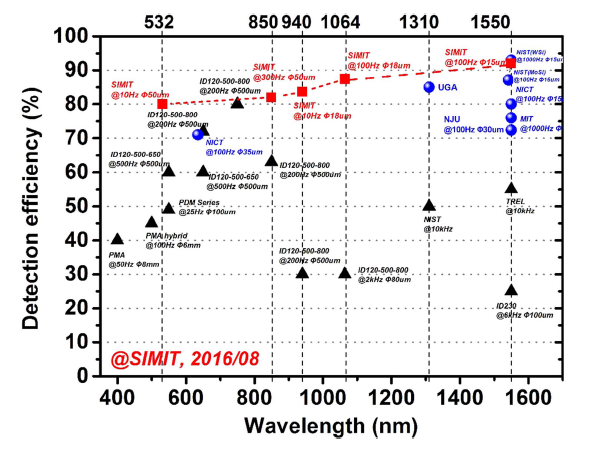 532
850
940
1064
1310
1550
100
90
80
70
60
50
40
30
20
10
0
Detection efficiency (%)
400
600
800
1000
1200
1400
1600
Wavelength (nm)
@SIMIT, 2016/08
SIMIT
@10Hz Φ50um
SIMIT
@300Hz Φ50um
SIMIT
@10Hz Φ18um
SIMIT
@100Hz Φ18um
SIMIT
@100Hz Φ15um
NIST(WSi)
@1000Hz Φ15um
NIST(MoSi)
@100Hz Φ15um
NICT
@100Hz Φ15
MIT
@1000Hz Φ
NJU
@100Hz Φ30um
UGA
NICT
@100Hz Φ35um
ID120-500-800
@200Hz Φ500um
ID120-500-800
@200Hz Φ500um
ID120-500-650
@500Hz Φ500um
ID120-500-650
@500Hz Φ500um
ID120-500-800
@200Hz Φ500um
PDM Series
@25Hz Φ100um
PMA hybrid
@100Hz Φ6mm
PMA
@50Hz Φ8mm
ID120-500-800
@200Hz Φ500um
ID120-500-800
@2kHz Φ80um
NIST
@10kHz
TREL
@10kHz
ID230
@6kHz Φ100um